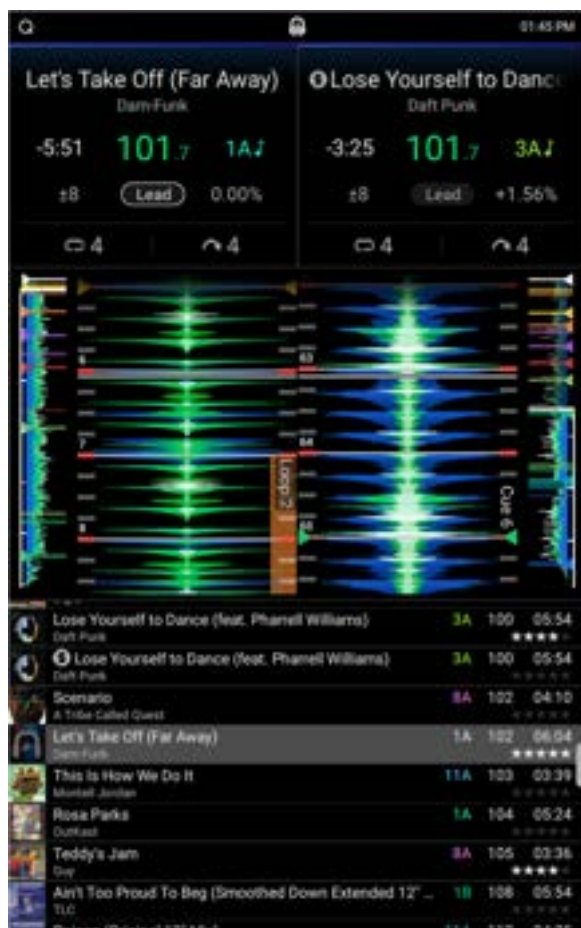 01:45 PM
Let's Take Off (Far Away)
Dam-Funk
-5:51 101.7 1A
±8 Lead 0.00%
4 4
Lose Yourself to Danc
Daft Punk
-3:25 101.7 3A
±8 Lead +1.56%
4 4
6
7
8
Loop 2
63
64
Cue 6
Lose Yourself to Dance (feat. Pharrell Williams) 3A 100 05:54
Daft Punk
Lose Yourself to Dance (feat. Pharrell Williams) 3A 100 05:54
Daft Punk
Scenario 8A 102 04:10
A Tribe Called Quest
Let's Take Off (Far Away) 1A 102 06:04
Dam-Funk
This Is How We Do It 11A 103 03:39
Montell Jordan
Rosa Parks 1A 104 05:24
OutKast
Teddy's Jam 8A 105 03:36
Guy
Ain't Too Proud To Beg (Smoothed Down Extended 12" ... 1B 108 05:54
TLC